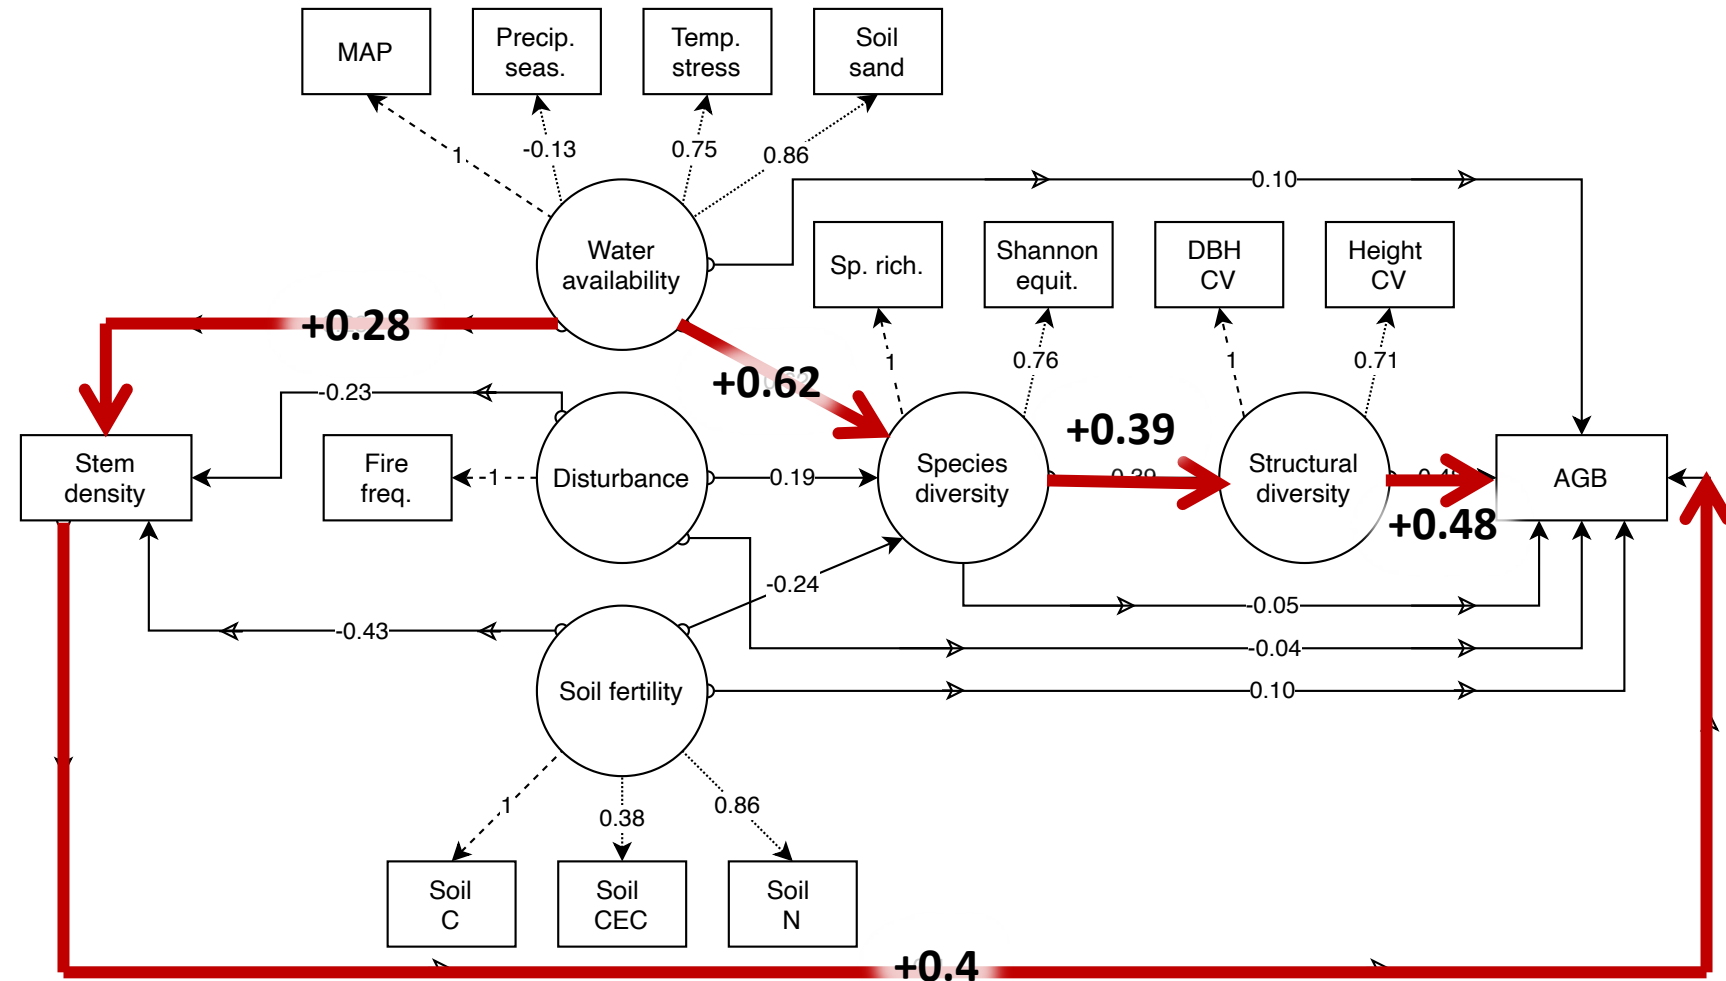 MAP
Precip.
seas.
Temp.
stress
Soil
sand
1
-0.13
0.75
0.86
0.10
Water
availability
Sp. rich.
Shannon
equit.
DBH
CV
Height
CV
+0.28
+0.62
1
0.76
1
0.71
-0.23
+0.39
Stem
density
Fire
freq.
-1
Disturbance
0.19
Species
diversity
0.39
Structural
diversity
AGB
+0.48
-0.24
-0.05
-0.43
-0.04
Soil fertility
0.10
1
0.38
0.86
Soil
C
Soil
CEC
Soil
N
+0.4